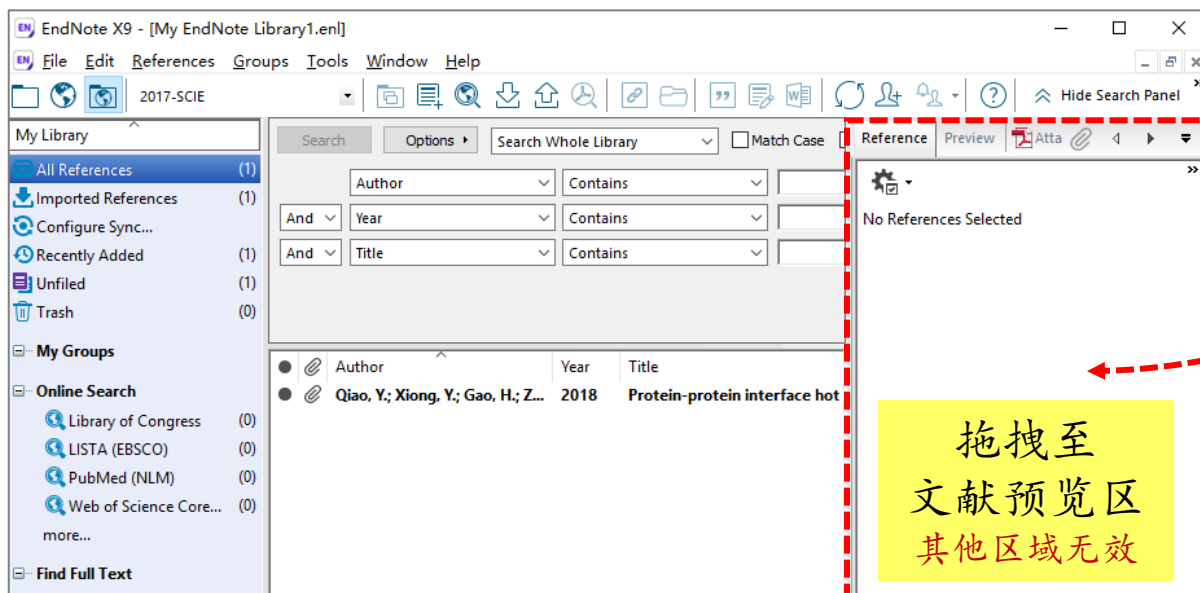 EndNote X9 - [My EndNote Library1.enl]
File Edit References Groups Tools Window Help
2017-SCIE
Hide Search Panel
My Library
All References (1)
Imported References (1)
Configure Sync...
Recently Added (1)
Unfiled (1)
Trash (0)
My Groups
Online Search
Library of Congress (0)
LISTA (EBSCO) (0)
PubMed (NLM) (0)
Web of Science Core... (0)
more...
Find Full Text
Search Options Search Whole Library Match Case
Author Contains
And Year Contains
And Title Contains
Author Year Title
Qiao, Y.; Xiong, Y.; Gao, H.; Z... 2018 Protein-protein interface hot
Reference Preview Atta
No References Selected
拖拽至
文献预览区
其他区域无效